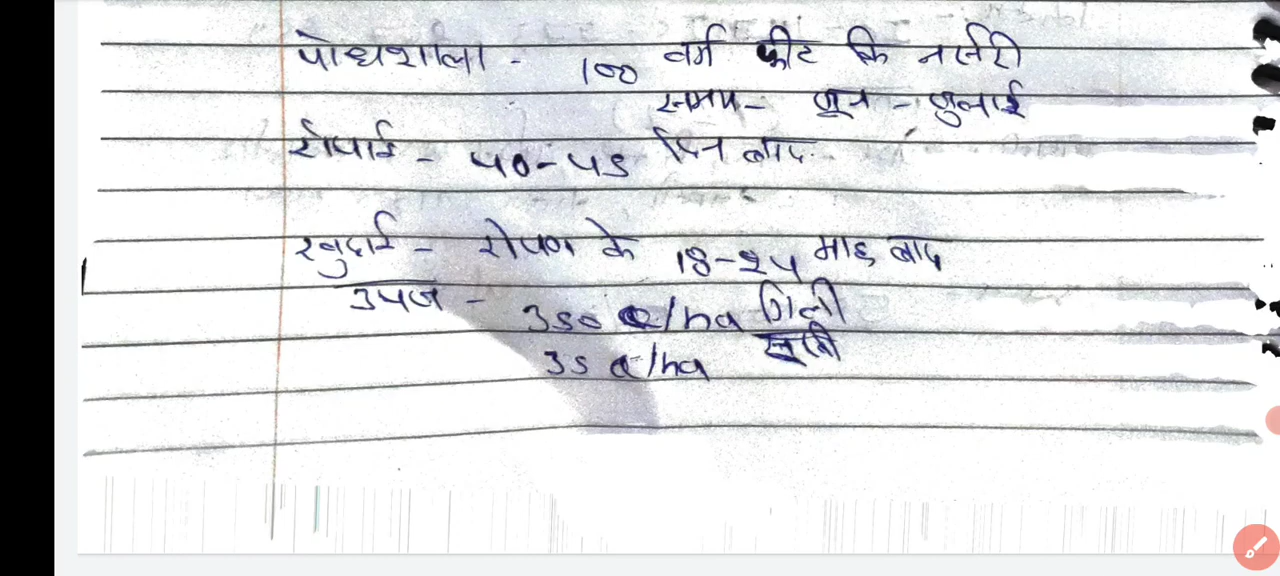 पोधशाला - 100 वर्ग फीट कि नर्सरी
समय - जून - जुलाई
रोपाई - 40-45 दिन बाद.
खुदाई - रोपण के 18-24 माह बाद
उपज - 350 Q/ha गिली
35 Q/ha सूखी